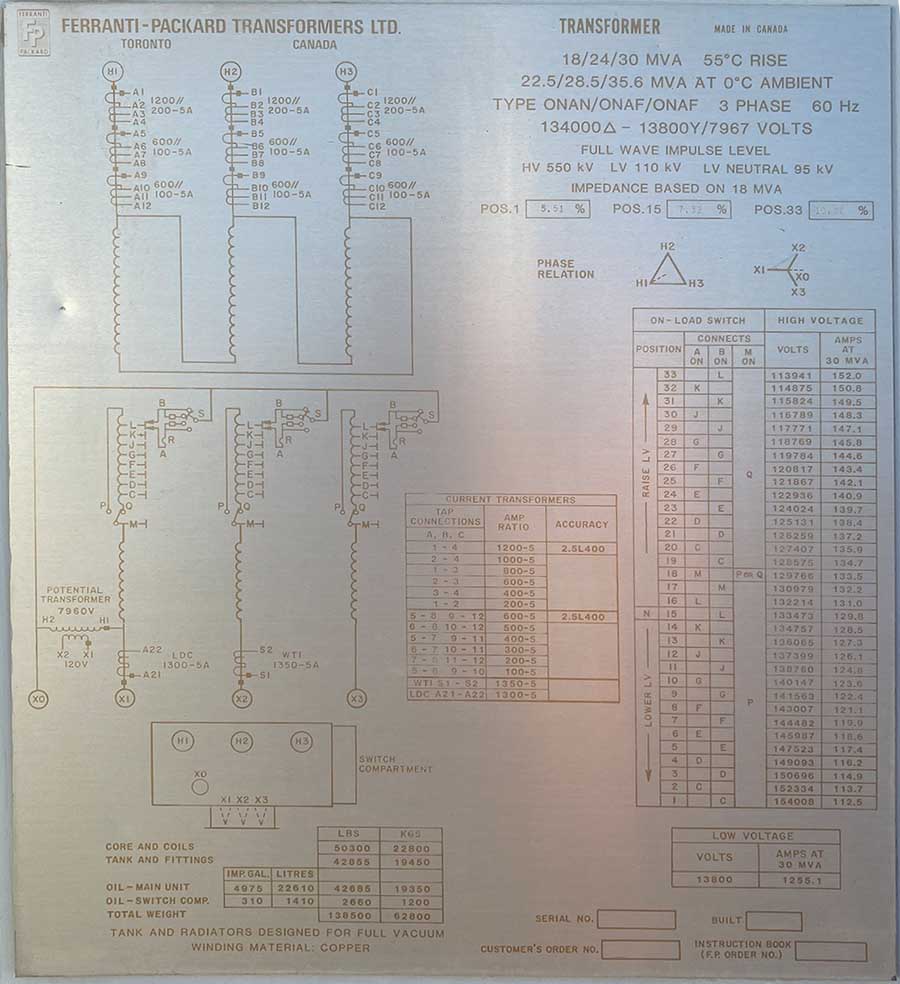 FERRANTI
FP
PACKARD
FERRANTI-PACKARD TRANSFORMERS LTD.
TORONTO CANADA
TRANSFORMER MADE IN CANADA
18/24/30 MVA 55°C RISE
22.5/28.5/35.6 MVA AT 0°C AMBIENT
TYPE ONAN/ONAF/ONAF 3 PHASE 60 Hz
134000Δ - 13800Y/7967 VOLTS
FULL WAVE IMPULSE LEVEL
HV 550 kV LV 110 kV LV NEUTRAL 95 kV
IMPEDANCE BASED ON 18 MVA
POS.1 % POS.15 % POS.33 %
H1 H2 H3
A1 B1 C1
A2 1200// B2 1200// C2 1200//
A3 200-5A B3 200-5A C3 200-5A
A4 B4 C4
A5 B5 C5
A6 600// B6 600// C6 600//
A7 100-5A B7 100-5A C7 100-5A
A8 B8 C8
A9 B9 C9
A10 600// B10 600// C10 600//
A11 100-5A B11 100-5A C11 100-5A
A12 B12 C12
PHASE RELATION
H2
H1 H3
X2
X1 X0
X3
ON-LOAD SWITCH HIGH VOLTAGE
POSITION CONNECTS VOLTS AMPS AT 30 MVA
A ON B ON M ON
RAISE LV
33 L 113941 152.0
32 K 114875 150.8
31 K 115824 149.5
30 J 116789 148.3
29 J 117771 147.1
28 G 118769 145.8
27 G 119784 144.6
26 F 120817 143.4
Q
25 F 121867 142.1
24 E 122936 140.9
23 E 124024 139.7
22 D 125131 138.4
21 D 126259 137.2
20 C 127407 135.9
19 C 128575 134.7
18 M P OR Q 129766 133.5
17 M 130979 132.2
16 L 132214 131.0
N 15 L 133473 129.8
LOWER LV
14 K 134757 128.5
13 K 136065 127.3
12 J 137399 126.1
11 J 138760 124.8
10 G 140147 123.6
9 G 141563 122.4
P
8 F 143007 121.1
7 F 144482 119.9
6 E 145987 118.6
5 E 147523 117.4
4 D 149093 116.2
3 D 150696 114.9
2 C 152334 113.7
1 C 154008 112.5
B B B
L S L S L S
K K K
J R J R J R
G A G A G A
F F F
E E E
D D D
C C C
P Q P Q P Q
M M M
POTENTIAL
TRANSFORMER
7960V
H2 H1
X2 X1
120V
A22 LDC
A21 1300-5A
S2 WTI
S1 1350-5A
X0 X1 X2 X3
CURRENT TRANSFORMERS
TAP CONNECTIONS AMP RATIO ACCURACY
A, B, C
1 - 4 1200-5 2.5L400
2 - 4 1000-5
1 - 3 800-5
2 - 3 600-5
3 - 4 400-5
1 - 2 200-5
5 - 8 9 - 12 600-5 2.5L400
6 - 8 10 - 12 500-5
5 - 7 9 - 11 400-5
6 - 7 10 - 11 300-5
7 - 8 11 - 12 200-5
5 - 6 9 - 10 100-5
WTI S1 - S2 1350-5
LDC A21-A22 1300-5
H1 H2 H3
X0
X1 X2 X3
SWITCH
COMPARTMENT
LBS KGS
CORE AND COILS 50300 22800
TANK AND FITTINGS 42855 19450
IMP.GAL. LITRES
OIL-MAIN UNIT 4975 22610 42685 19350
OIL-SWITCH COMP. 310 1410 2660 1200
TOTAL WEIGHT 138500 62800
TANK AND RADIATORS DESIGNED FOR FULL VACUUM
WINDING MATERIAL: COPPER
LOW VOLTAGE
VOLTS AMPS AT 30 MVA
13800 1255.1
SERIAL NO. BUILT
CUSTOMER'S ORDER NO. INSTRUCTION BOOK
(F.P. ORDER NO.)